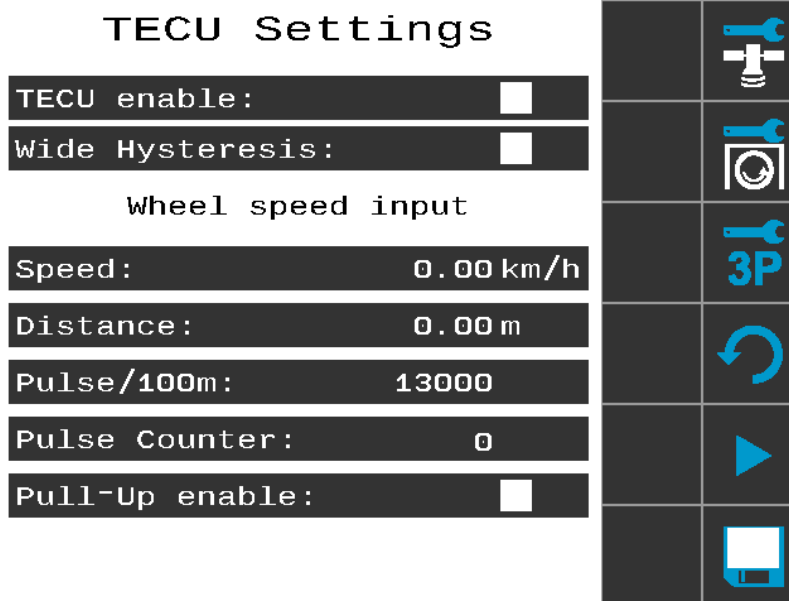 TECU Settings
TECU enable:
Wide Hysteresis:
Wheel speed input
Speed: 0.00 km/h
Distance: 0.00 m
Pulse/100m: 13000
Pulse Counter: 0
Pull-Up enable:
3P